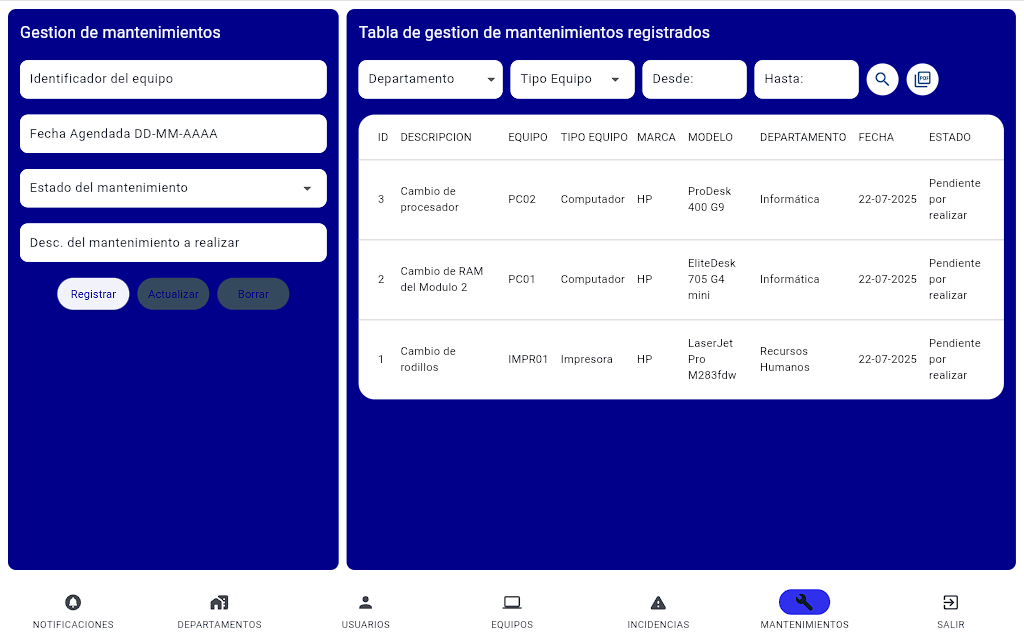 Gestion de mantenimientos
Identificador del equipo
Fecha Agendada DD-MM-AAAA
Estado del mantenimiento
Desc. del mantenimiento a realizar
Registrar Actualizar Borrar
Tabla de gestion de mantenimientos registrados
Departamento Tipo Equipo Desde: Hasta: PDF
ID DESCRIPCION EQUIPO TIPO EQUIPO MARCA MODELO DEPARTAMENTO FECHA ESTADO
3 Cambio de procesador PC02 Computador HP ProDesk 400 G9 Informática 22-07-2025 Pendiente por realizar
2 Cambio de RAM del Modulo 2 PC01 Computador HP EliteDesk 705 G4 mini Informática 22-07-2025 Pendiente por realizar
1 Cambio de rodillos IMPR01 Impresora HP LaserJet Pro M283fdw Recursos Humanos 22-07-2025 Pendiente por realizar
NOTIFICACIONES DEPARTAMENTOS USUARIOS EQUIPOS INCIDENCIAS MANTENIMIENTOS SALIR